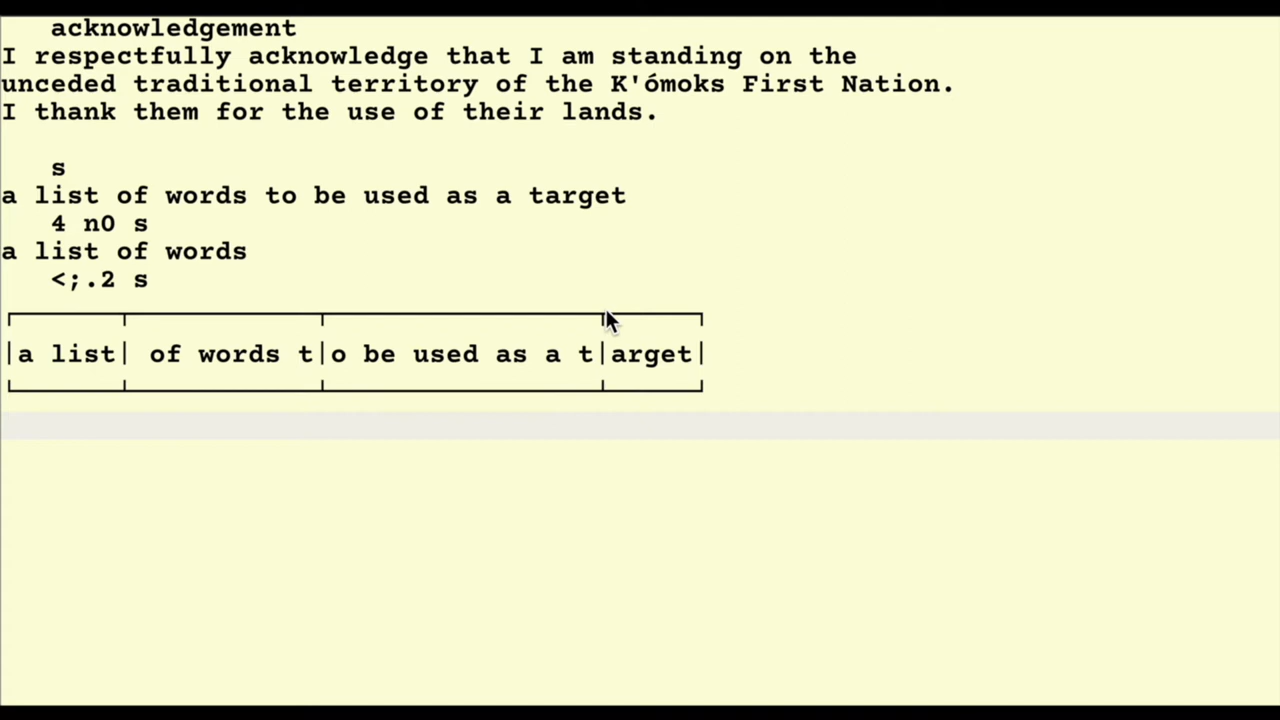 acknowledgement
I respectfully acknowledge that I am standing on the
unceded traditional territory of the K'ómoks First Nation.
I thank them for the use of their lands.
s
a list of words to be used as a target
4 n0 s
a list of words
<;.2 s
|a list| of words t|o be used as a t|arget|